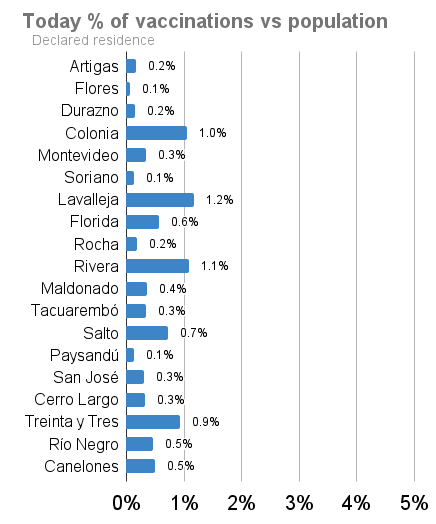 Today % of vaccinations vs population
Declared residence
Artigas 0.2%
Flores 0.1%
Durazno 0.2%
Colonia 1.0%
Montevideo 0.3%
Soriano 0.1%
Lavalleja 1.2%
Florida 0.6%
Rocha 0.2%
Rivera 1.1%
Maldonado 0.4%
Tacuarembó 0.3%
Salto 0.7%
Paysandú 0.1%
San José 0.3%
Cerro Largo 0.3%
Treinta y Tres 0.9%
Río Negro 0.5%
Canelones 0.5%
0% 1% 2% 3% 4% 5%